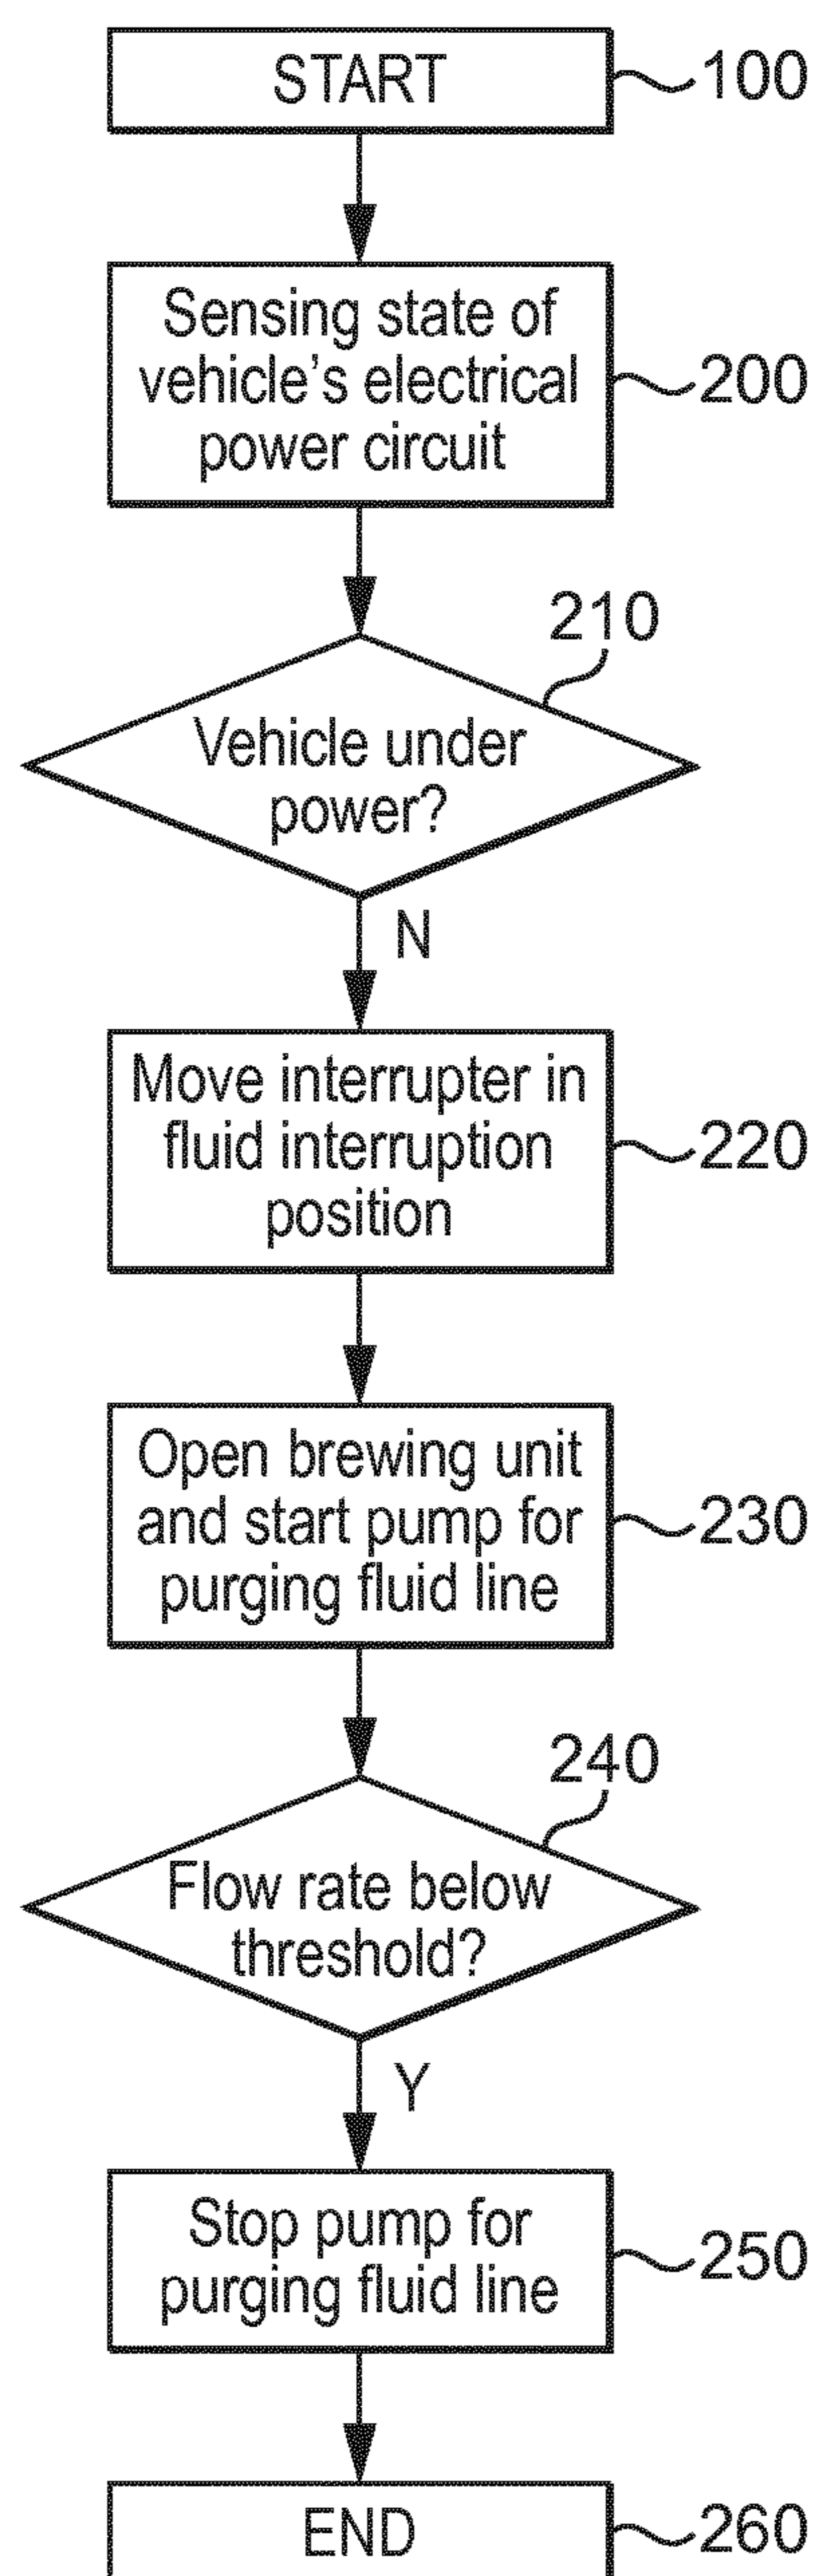 START
100
Sensing state of
vehicle's electrical
power circuit
200
210
Vehicle under
power?
N
Move interrupter in
fluid interruption
position
220
Open brewing unit
and start pump for
purging fluid line
230
240
Flow rate below
threshold?
Y
Stop pump for
purging fluid line
250
END
260